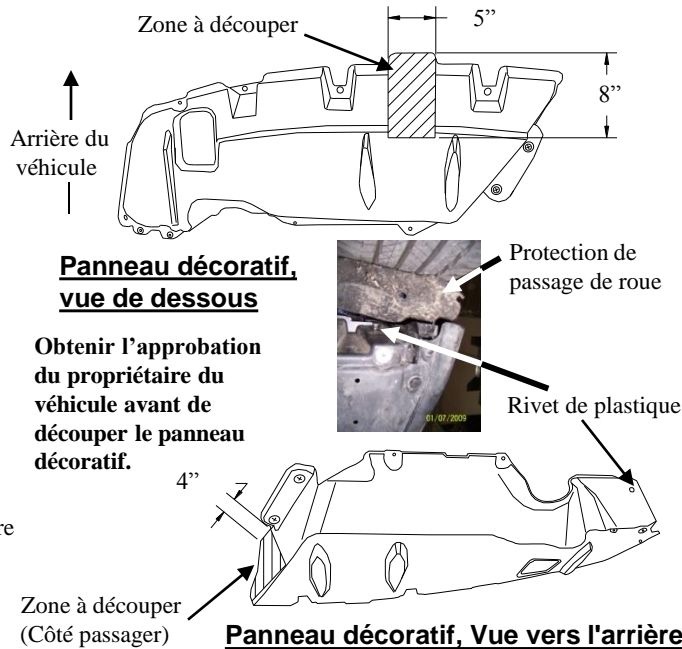 Zone à découper
5”
8”
Arrière du
véhicule
Panneau décoratif,
vue de dessous
Protection de
passage de roue
Obtenir l’approbation
du propriétaire du
véhicule avant de
découper le panneau
décoratif.
01/07/2009
Rivet de plastique
4”
re
Zone à découper
(Côté passager)
Panneau décoratif, Vue vers l'arrière